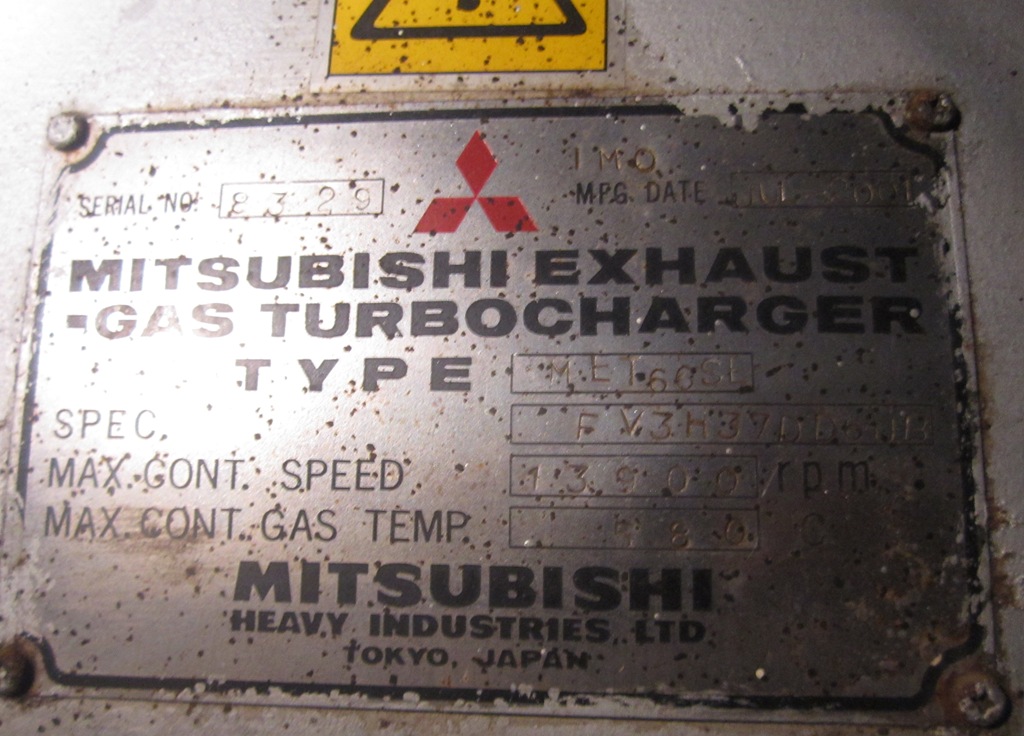 IMO
SERIAL NO. 8329 MFG. DATE
MITSUBISHI EXHAUST
-GAS TURBOCHARGER
TYPE MET60SE
SPEC.
MAX.CONT. SPEED 13900 rpm
MAX.CONT.GAS TEMP. °C
MITSUBISHI
HEAVY INDUSTRIES, LTD.
TOKYO, JAPAN